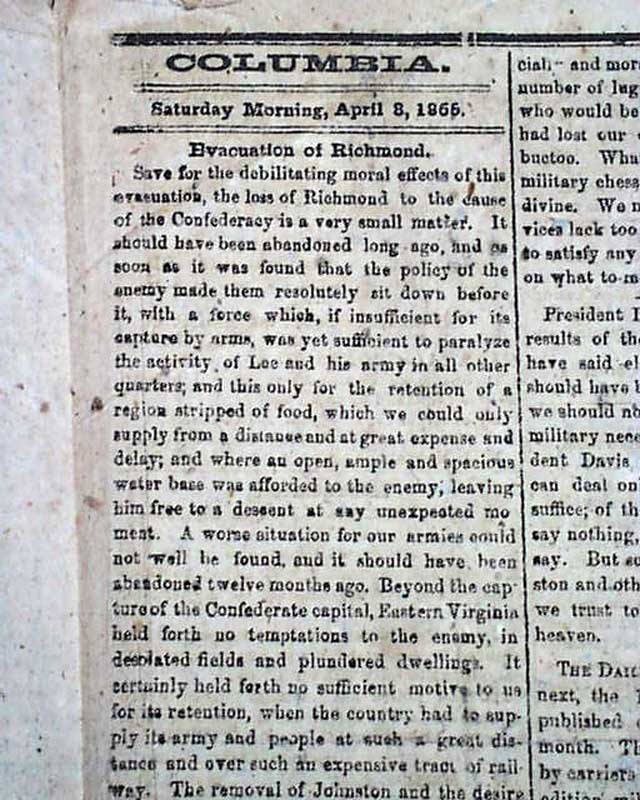 COLUMBIA.
Saturday Morning, April 8, 1865.
Evacuation of Richmond.
Save for the debilitating moral effects of this
evacuation, the loss of Richmond to the cause
of the Confederacy is a very small matter. It
should have been abandoned long ago, and as
soon as it was found that the policy of the
enemy made them resolutely sit down before
it, with a force which, if insufficient for its
capture by arms, was yet sufficient to paralyze
the activity of Lee and his army in all other
quarters; and this only for the retention of a
region stripped of food, which we could only
supply from a distance and at great expense and
delay; and where an open, ample and spacious
water base was afforded to the enemy, leaving
him free to a descent at any unexpected mo
ment. A worse situation for our armies could
not well be found, and it should have been
abandoned twelve months ago. Beyond the cap-
ture of the Confederate capital, Eastern Virginia
held forth no temptations to the enemy, in
desolated fields and plundered dwellings. It
certainly held forth no sufficient motive to us
for its retention, when the country had to sup-
ply its army and people at such a great dis-
tance and over such an expensive tract of rail-
way. The removal of Johnston and the desire
cial and mor
number of lug
who would be
had lost our
buctoo. Wha
military chess
divine. We n
vices lack too
to satisfy any
on what to m
President
results of the
have said el
should have b
we should ab
military nece
dent Davis
can deal onl
suffice; of th
say nothing,
say. But su
ston and oth
we trust to
heaven.
THE DAIL
next, the
published
month. Th
by carriers